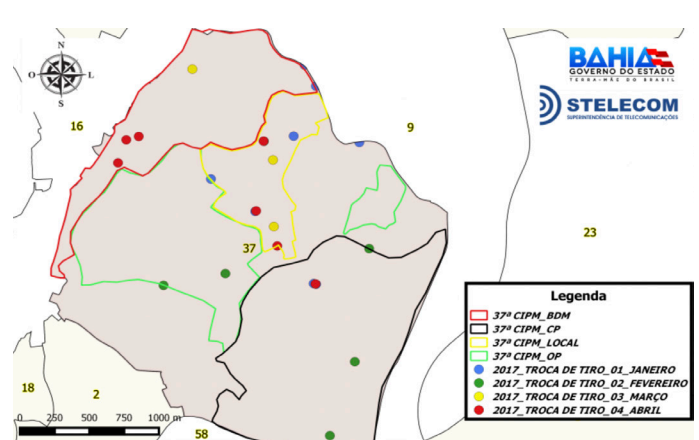 N
O
L
S
BAHIA
GOVERNO DO ESTADO
TERRA-MÃE DO BRASIL
STELECOM
SUPERINTENDÊNCIA DE TELECOMUNICAÇÕES
16
9
37
23
18
2
58
0 250 500 750 1000 m
Legenda
37ª CIPM_BDM
37ª CIPM_CP
37ª CIPM_LOCAL
37ª CIPM_OP
2017_TROCA DE TIRO_01_JANEIRO
2017_TROCA DE TIRO_02_FEVEREIRO
2017_TROCA DE TIRO_03_MARÇO
2017_TROCA DE TIRO_04_ABRIL